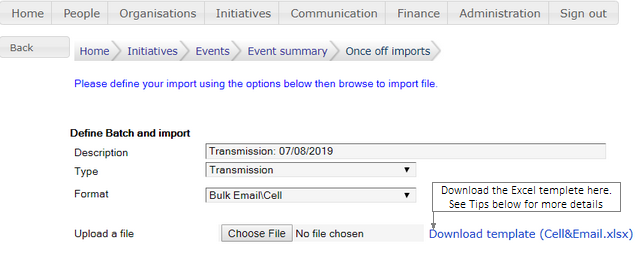 Home People Organisations Initiatives Communication Finance Administration Sign out
Back
Home Initiatives Events Event summary Once off imports
Please define your import using the options below then browse to import file.
Define Batch and import
Description Transmission: 07/08/2019
Type Transmission
Format Bulk Email\Cell
Download the Excel templete here.
See Tips below for more details
Upload a file Choose File No file chosen Download template (Cell&Email.xlsx)